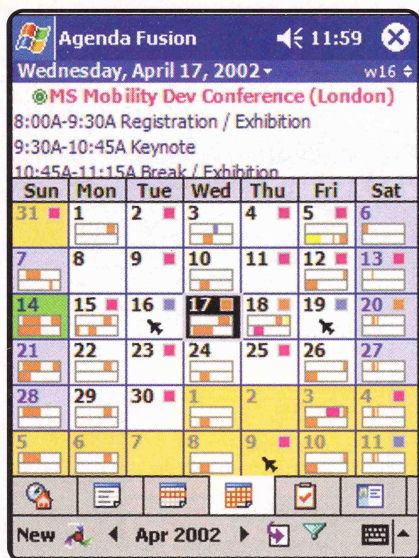 Agenda Fusion 11:59
Wednesday, April 17, 2002 w16
MS Mobility Dev Conference (London)
8:00A-9:30A Registration / Exhibition
9:30A-10:45A Keynote
10:45A-11:15A Break / Exhibition
Sun Mon Tue Wed Thu Fri Sat
31 1 2 3 4 5 6
7 8 9 10 11 12 13
14 15 16 17 18 19 20
21 22 23 24 25 26 27
28 29 30 1 2 3 4
5 6 7 8 9 10 11
New Apr 2002